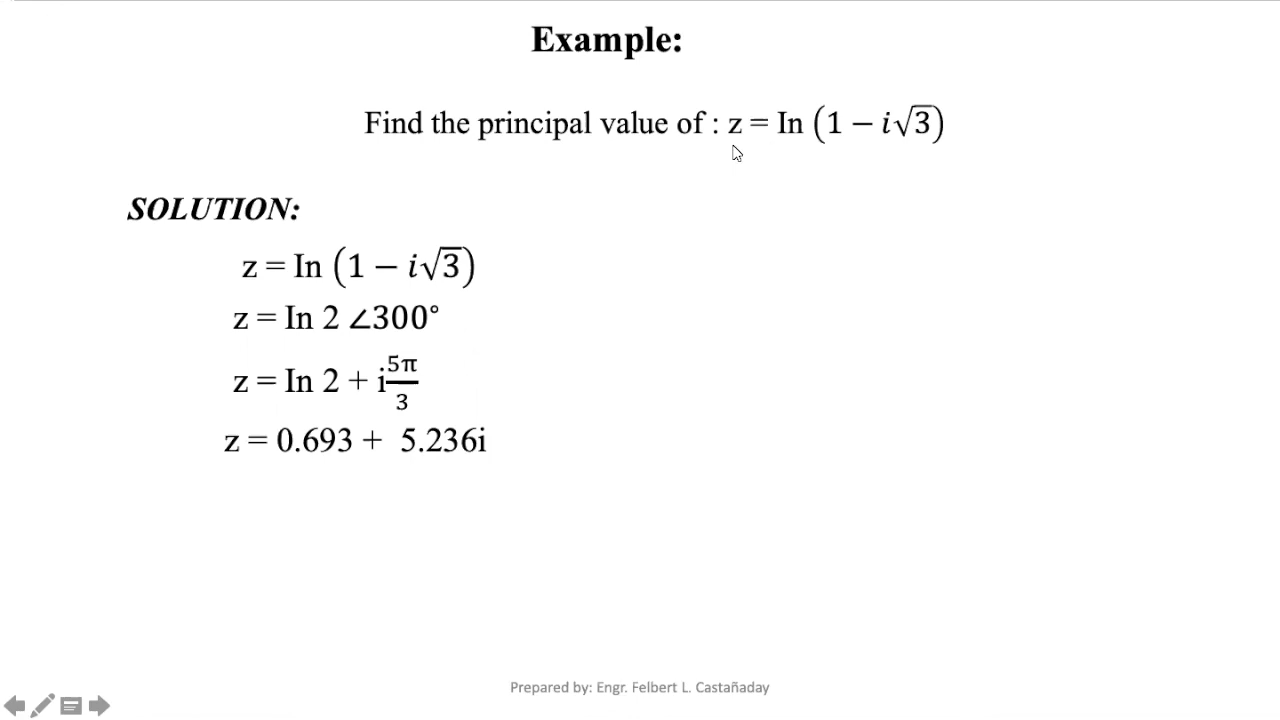 Example:
Find the principal value of : z = In (1 − i√3)
SOLUTION:
z = In (1 − i√3)
z = In 2 ∠300°
z = In 2 + i5π/3
z = 0.693 + 5.236i
Prepared by: Engr. Felbert L. Castañaday